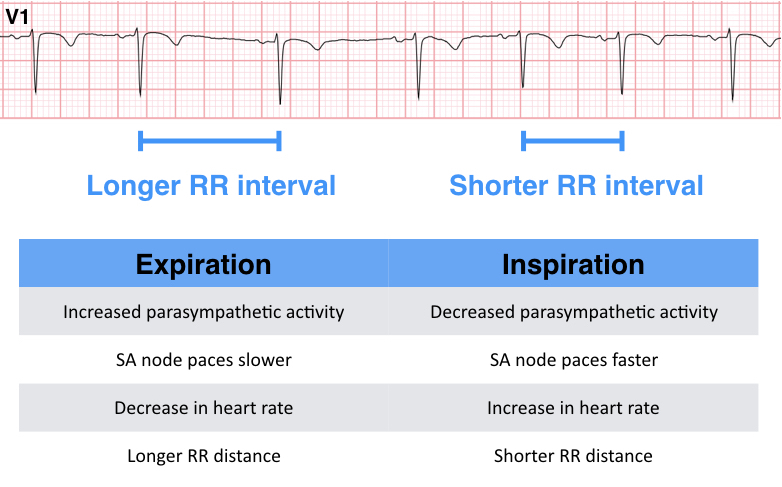 V1
Longer RR interval
Shorter RR interval
Expiration
Inspiration
Increased parasympathetic activity
Decreased parasympathetic activity
SA node paces slower
SA node paces faster
Decrease in heart rate
Increase in heart rate
Longer RR distance
Shorter RR distance